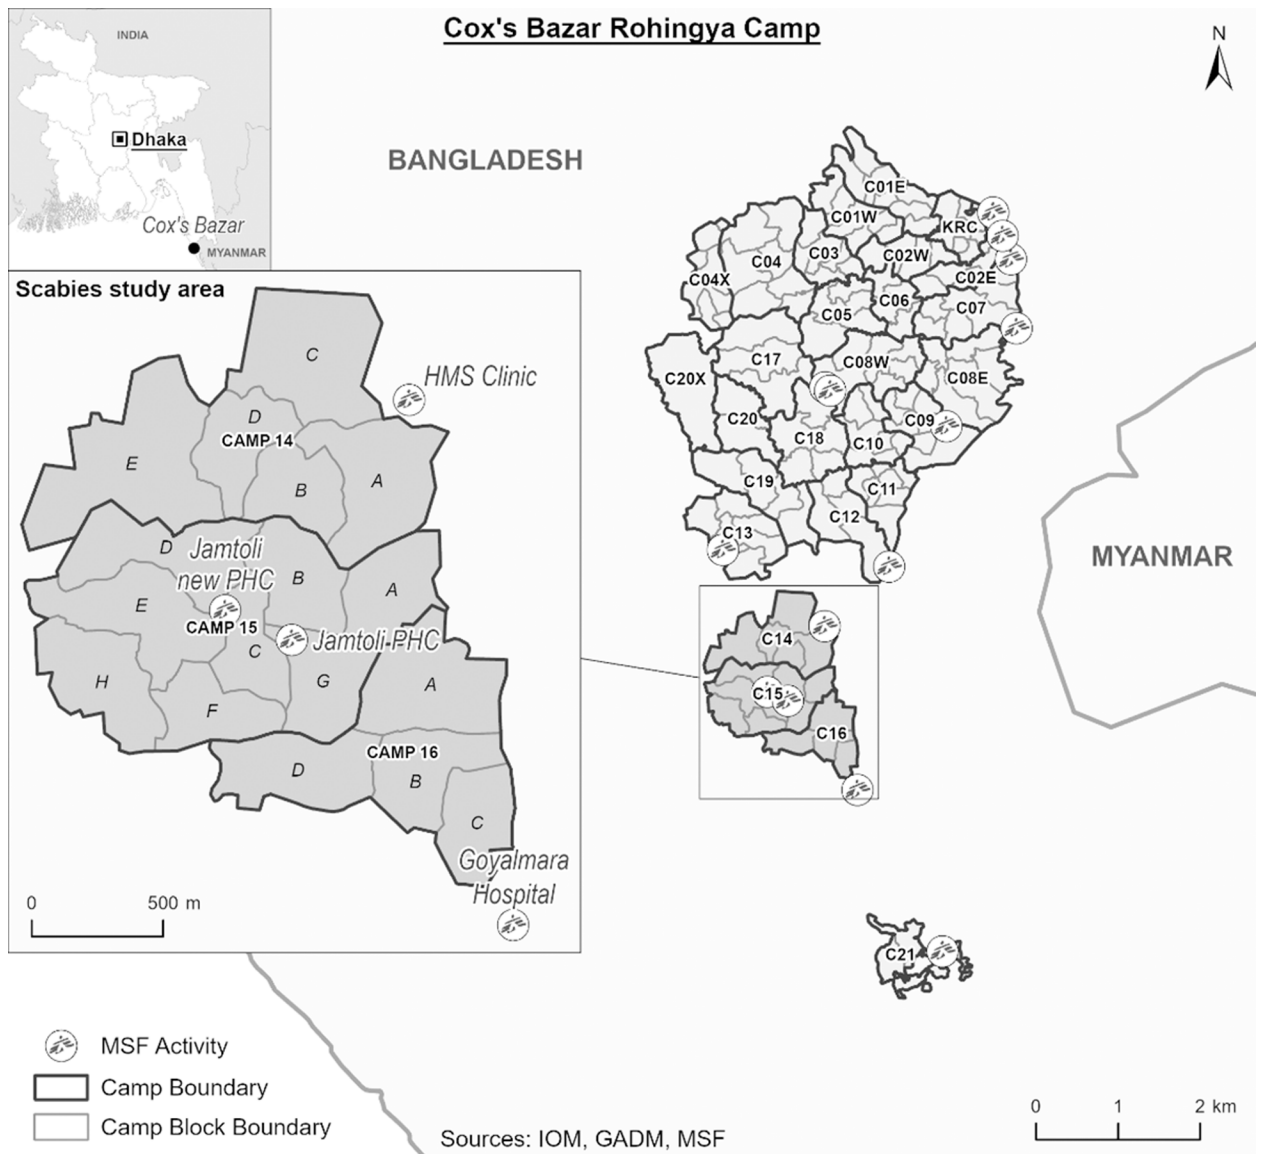 Cox's Bazar Rohingya Camp
N
INDIA
Dhaka
Cox's Bazar
MYANMAR
BANGLADESH
MYANMAR
C01E
C01W
KRC
C03
C02W
C04
C04X
C02E
C06
C07
C05
C17
C08W
C20X
C08E
C20
C09
C18
C10
C19
C11
C12
C13
C14
C15
C16
C21
Scabies study area
C
HMS Clinic
D
CAMP 14
E
B
A
D
Jamtoli
new PHC
B
A
E
CAMP 15
Jamtoli PHC
C
H
G
A
F
CAMP 16
D
B
C
Goyalmara
Hospital
0 500 m
MSF Activity
Camp Boundary
Camp Block Boundary
Sources: IOM, GADM, MSF
0 1 2 km